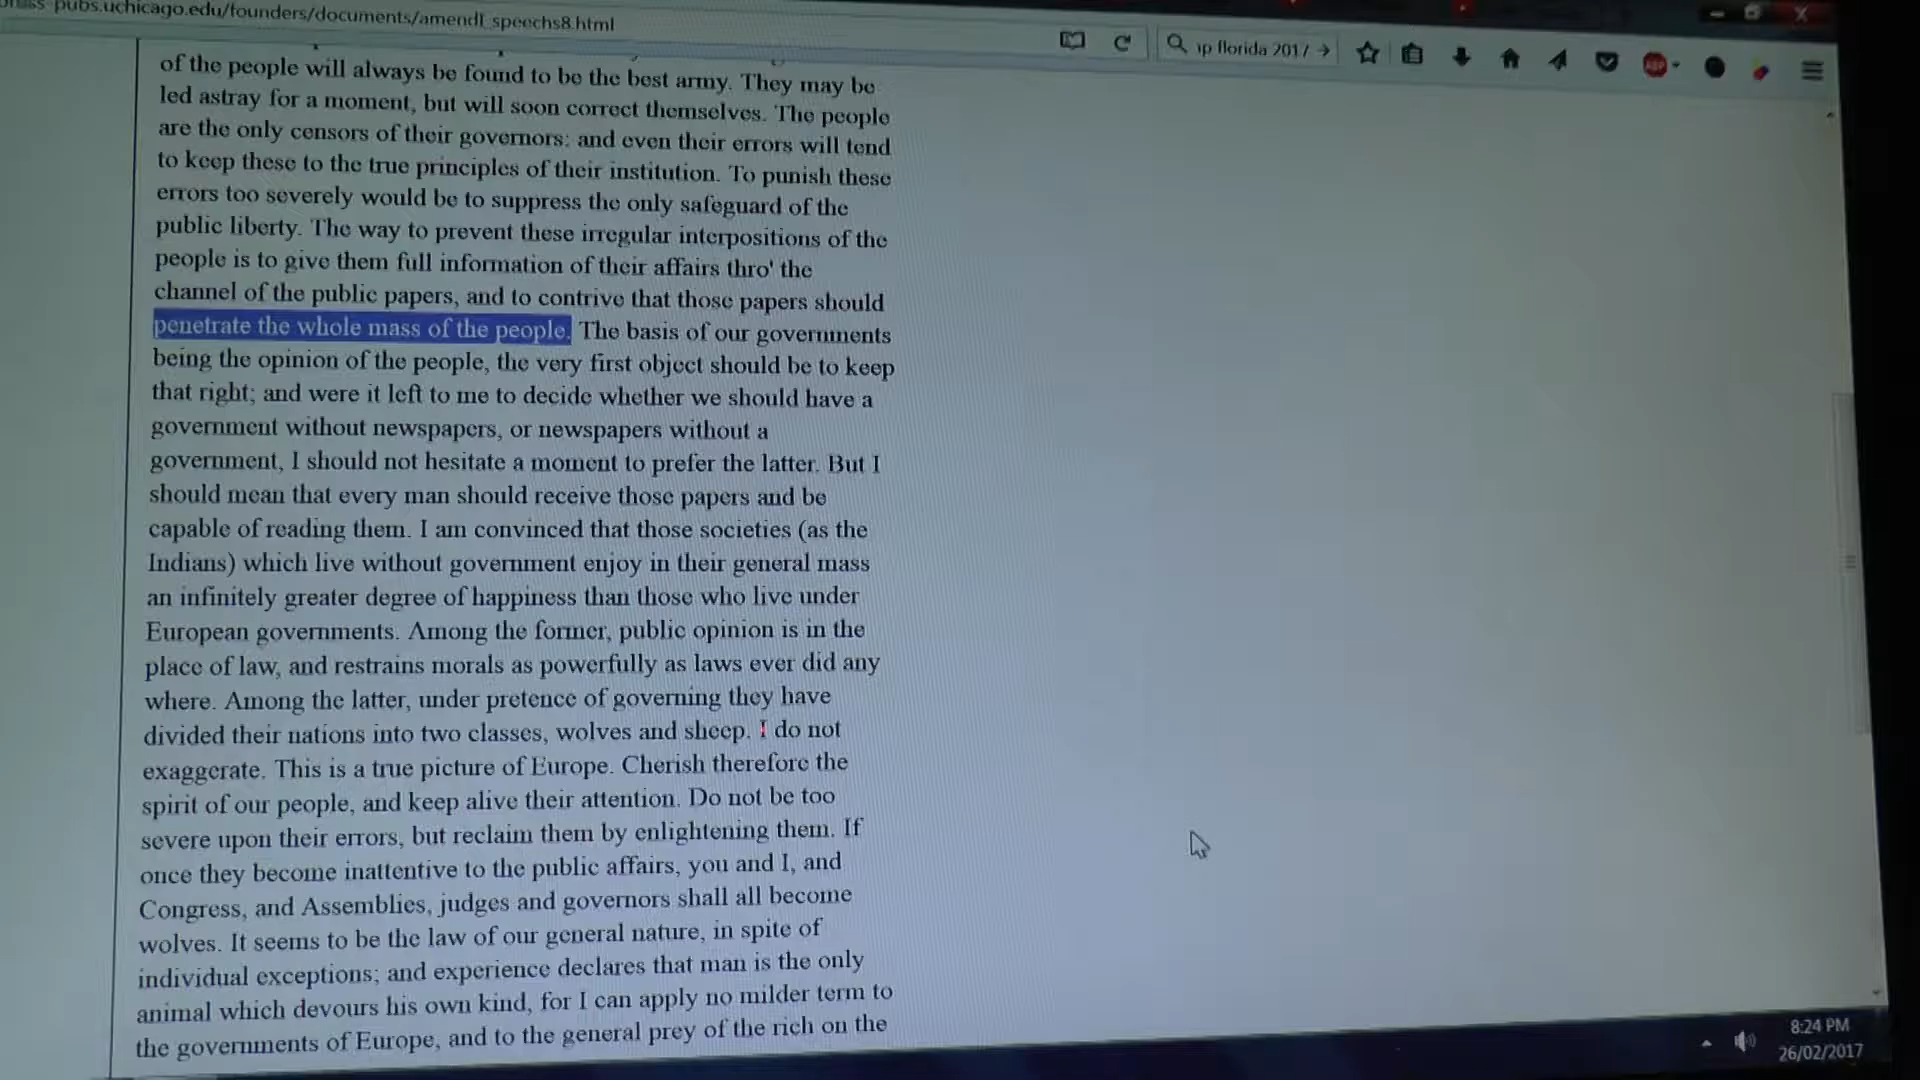 pubs.uchicago.edu/founders/documents/amendI_speechs8.html
p florida 2017
ABP
of the people will always be found to be the best army. They may be
led astray for a moment, but will soon correct themselves. The people
are the only censors of their governors: and even their errors will tend
to keep these to the true principles of their institution. To punish these
errors too severely would be to suppress the only safeguard of the
public liberty. The way to prevent these irregular interpositions of the
people is to give them full information of their affairs thro' the
channel of the public papers, and to contrive that those papers should
penetrate the whole mass of the people. The basis of our governments
being the opinion of the people, the very first object should be to keep
that right; and were it left to me to decide whether we should have a
government without newspapers, or newspapers without a
government, I should not hesitate a moment to prefer the latter. But I
should mean that every man should receive those papers and be
capable of reading them. I am convinced that those societies (as the
Indians) which live without government enjoy in their general mass
an infinitely greater degree of happiness than those who live under
European governments. Among the former, public opinion is in the
place of law, and restrains morals as powerfully as laws ever did any
where. Among the latter, under pretence of governing they have
divided their nations into two classes, wolves and sheep. I do not
exaggerate. This is a true picture of Europe. Cherish therefore the
spirit of our people, and keep alive their attention. Do not be too
severe upon their errors, but reclaim them by enlightening them. If
once they become inattentive to the public affairs, you and I, and
Congress, and Assemblies, judges and governors shall all become
wolves. It seems to be the law of our general nature, in spite of
individual exceptions; and experience declares that man is the only
animal which devours his own kind, for I can apply no milder term to
the governments of Europe, and to the general prey of the rich on the
8:24 PM
26/02/2017